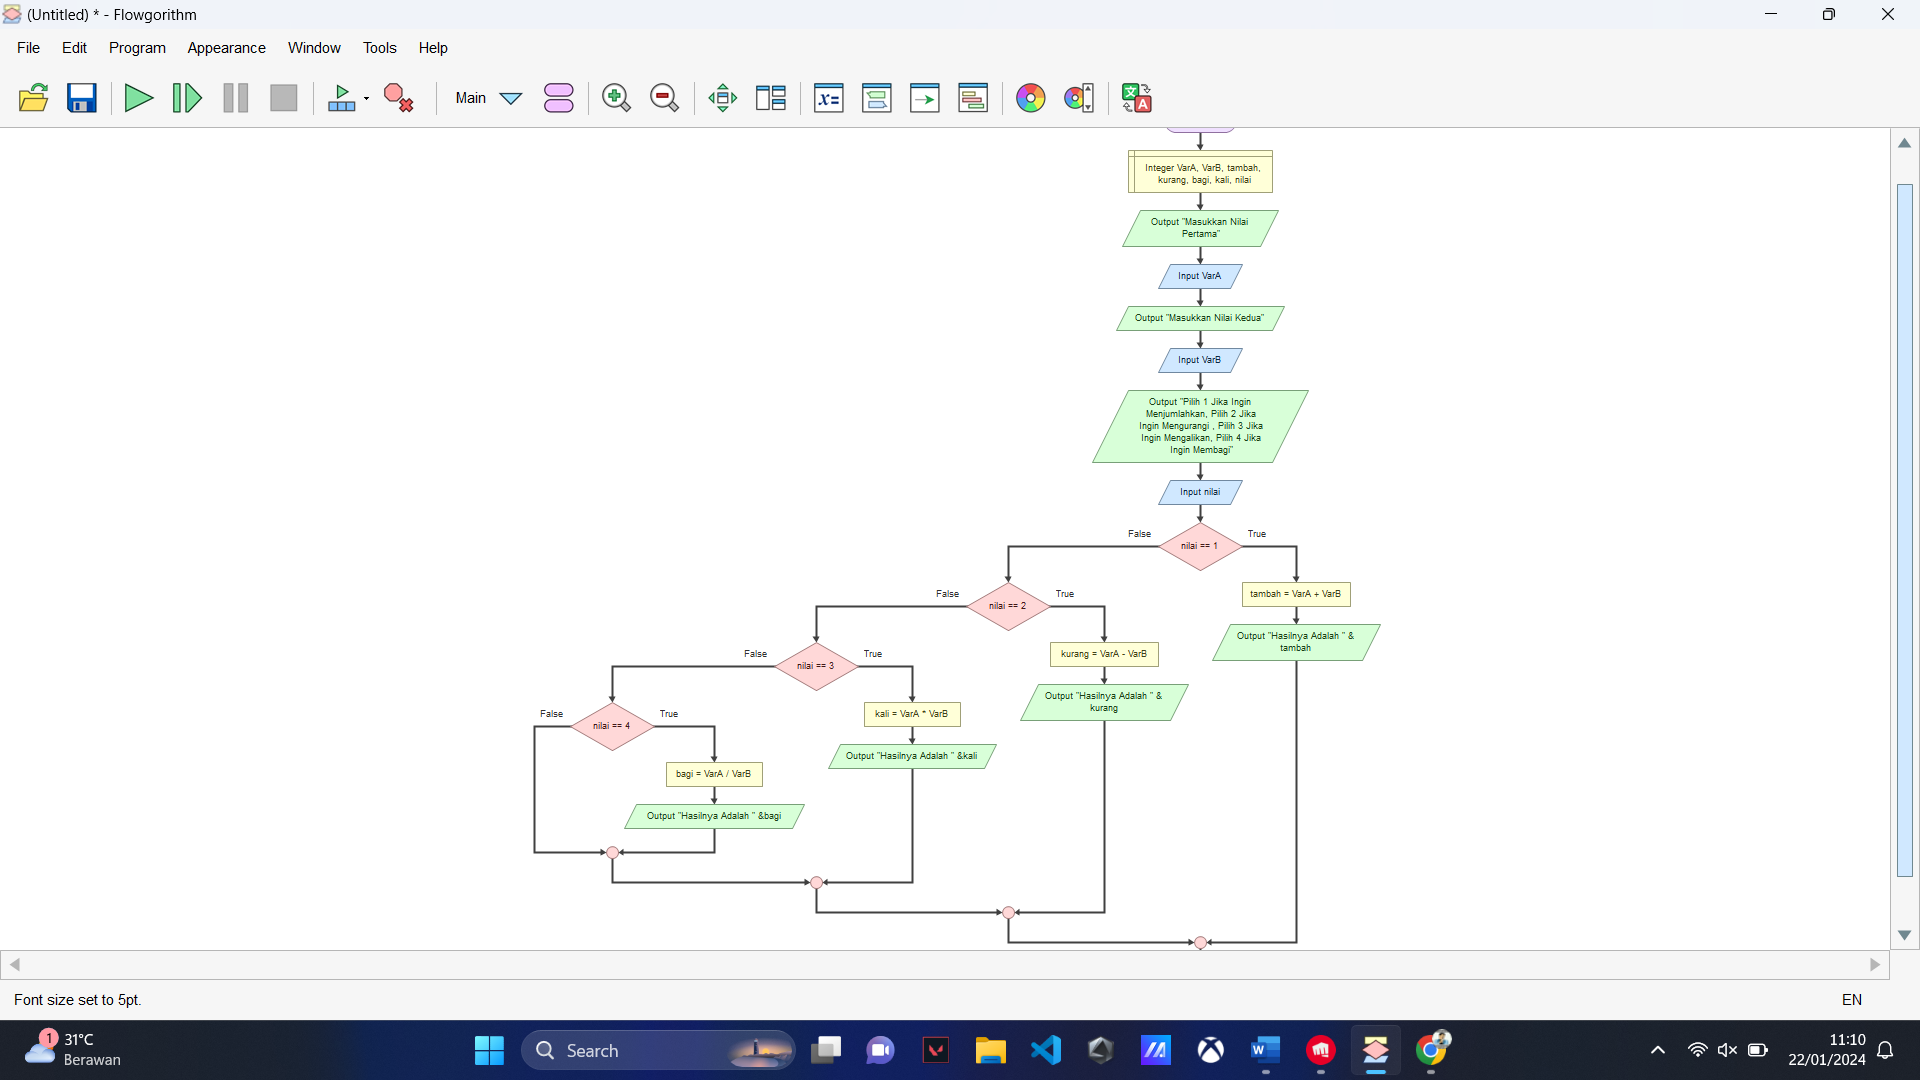 (Untitled) * - Flowgorithm
File Edit Program Appearance Window Tools Help
Main
Integer VarA, VarB, tambah,
kurang, bagi, kali, nilai
Output "Masukkan Nilai
Pertama"
Input VarA
Output "Masukkan Nilai Kedua"
Input VarB
Output "Pilih 1 Jika Ingin
Menjumlahkan, Pilih 2 Jika
Ingin Mengurangi , Pilih 3 Jika
Ingin Mengalikan, Pilih 4 Jika
Ingin Membagi"
Input nilai
False
True
nilai == 1
False
True
nilai == 2
tambah = VarA + VarB
Output "Hasilnya Adalah " &
tambah
False
True
nilai == 3
kurang = VarA - VarB
Output "Hasilnya Adalah " &
kurang
False
True
nilai == 4
kali = VarA * VarB
Output "Hasilnya Adalah " &kali
bagi = VarA / VarB
Output "Hasilnya Adalah " &bagi
Font size set to 5pt.
EN
1
31°C
Berawan
Search
11:10
22/01/2024